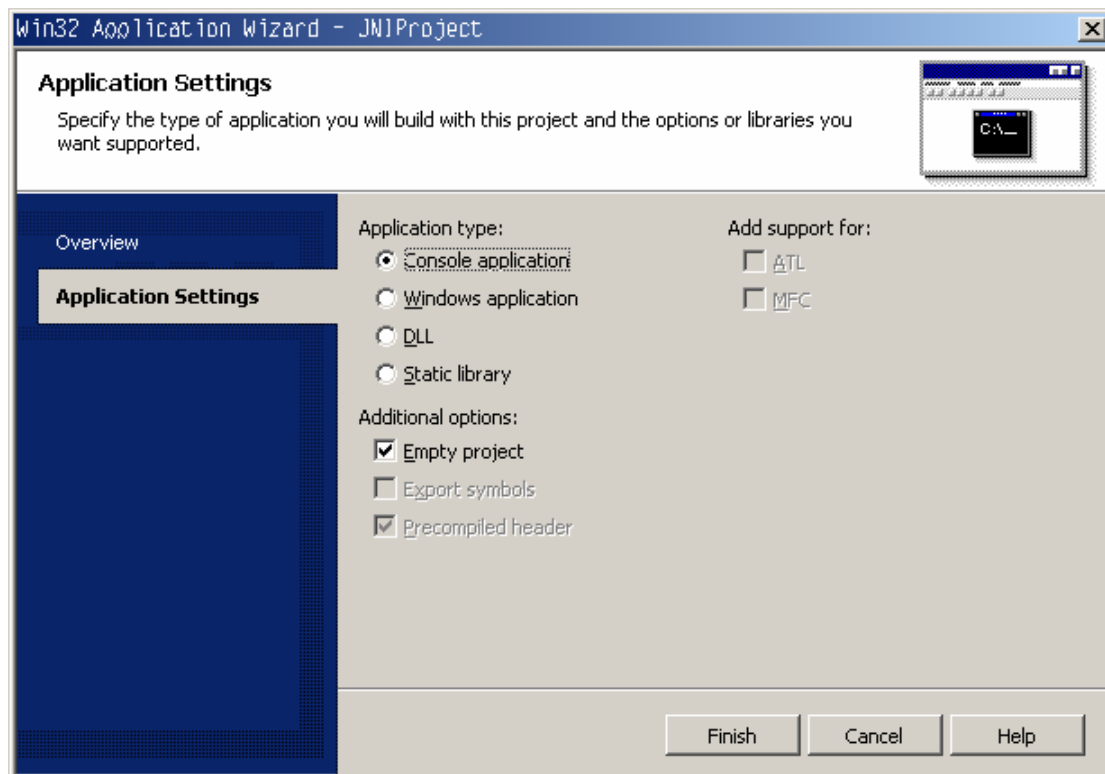 Win32 Application Wizard - JNIProject
Application Settings
Specify the type of application you will build with this project and the options or libraries you
want supported.
C:\_
Overview
Application Settings
Application type:
Console application
Windows application
DLL
Static library
Additional options:
Empty project
Export symbols
Precompiled header
Add support for:
ATL
MFC
Finish
Cancel
Help